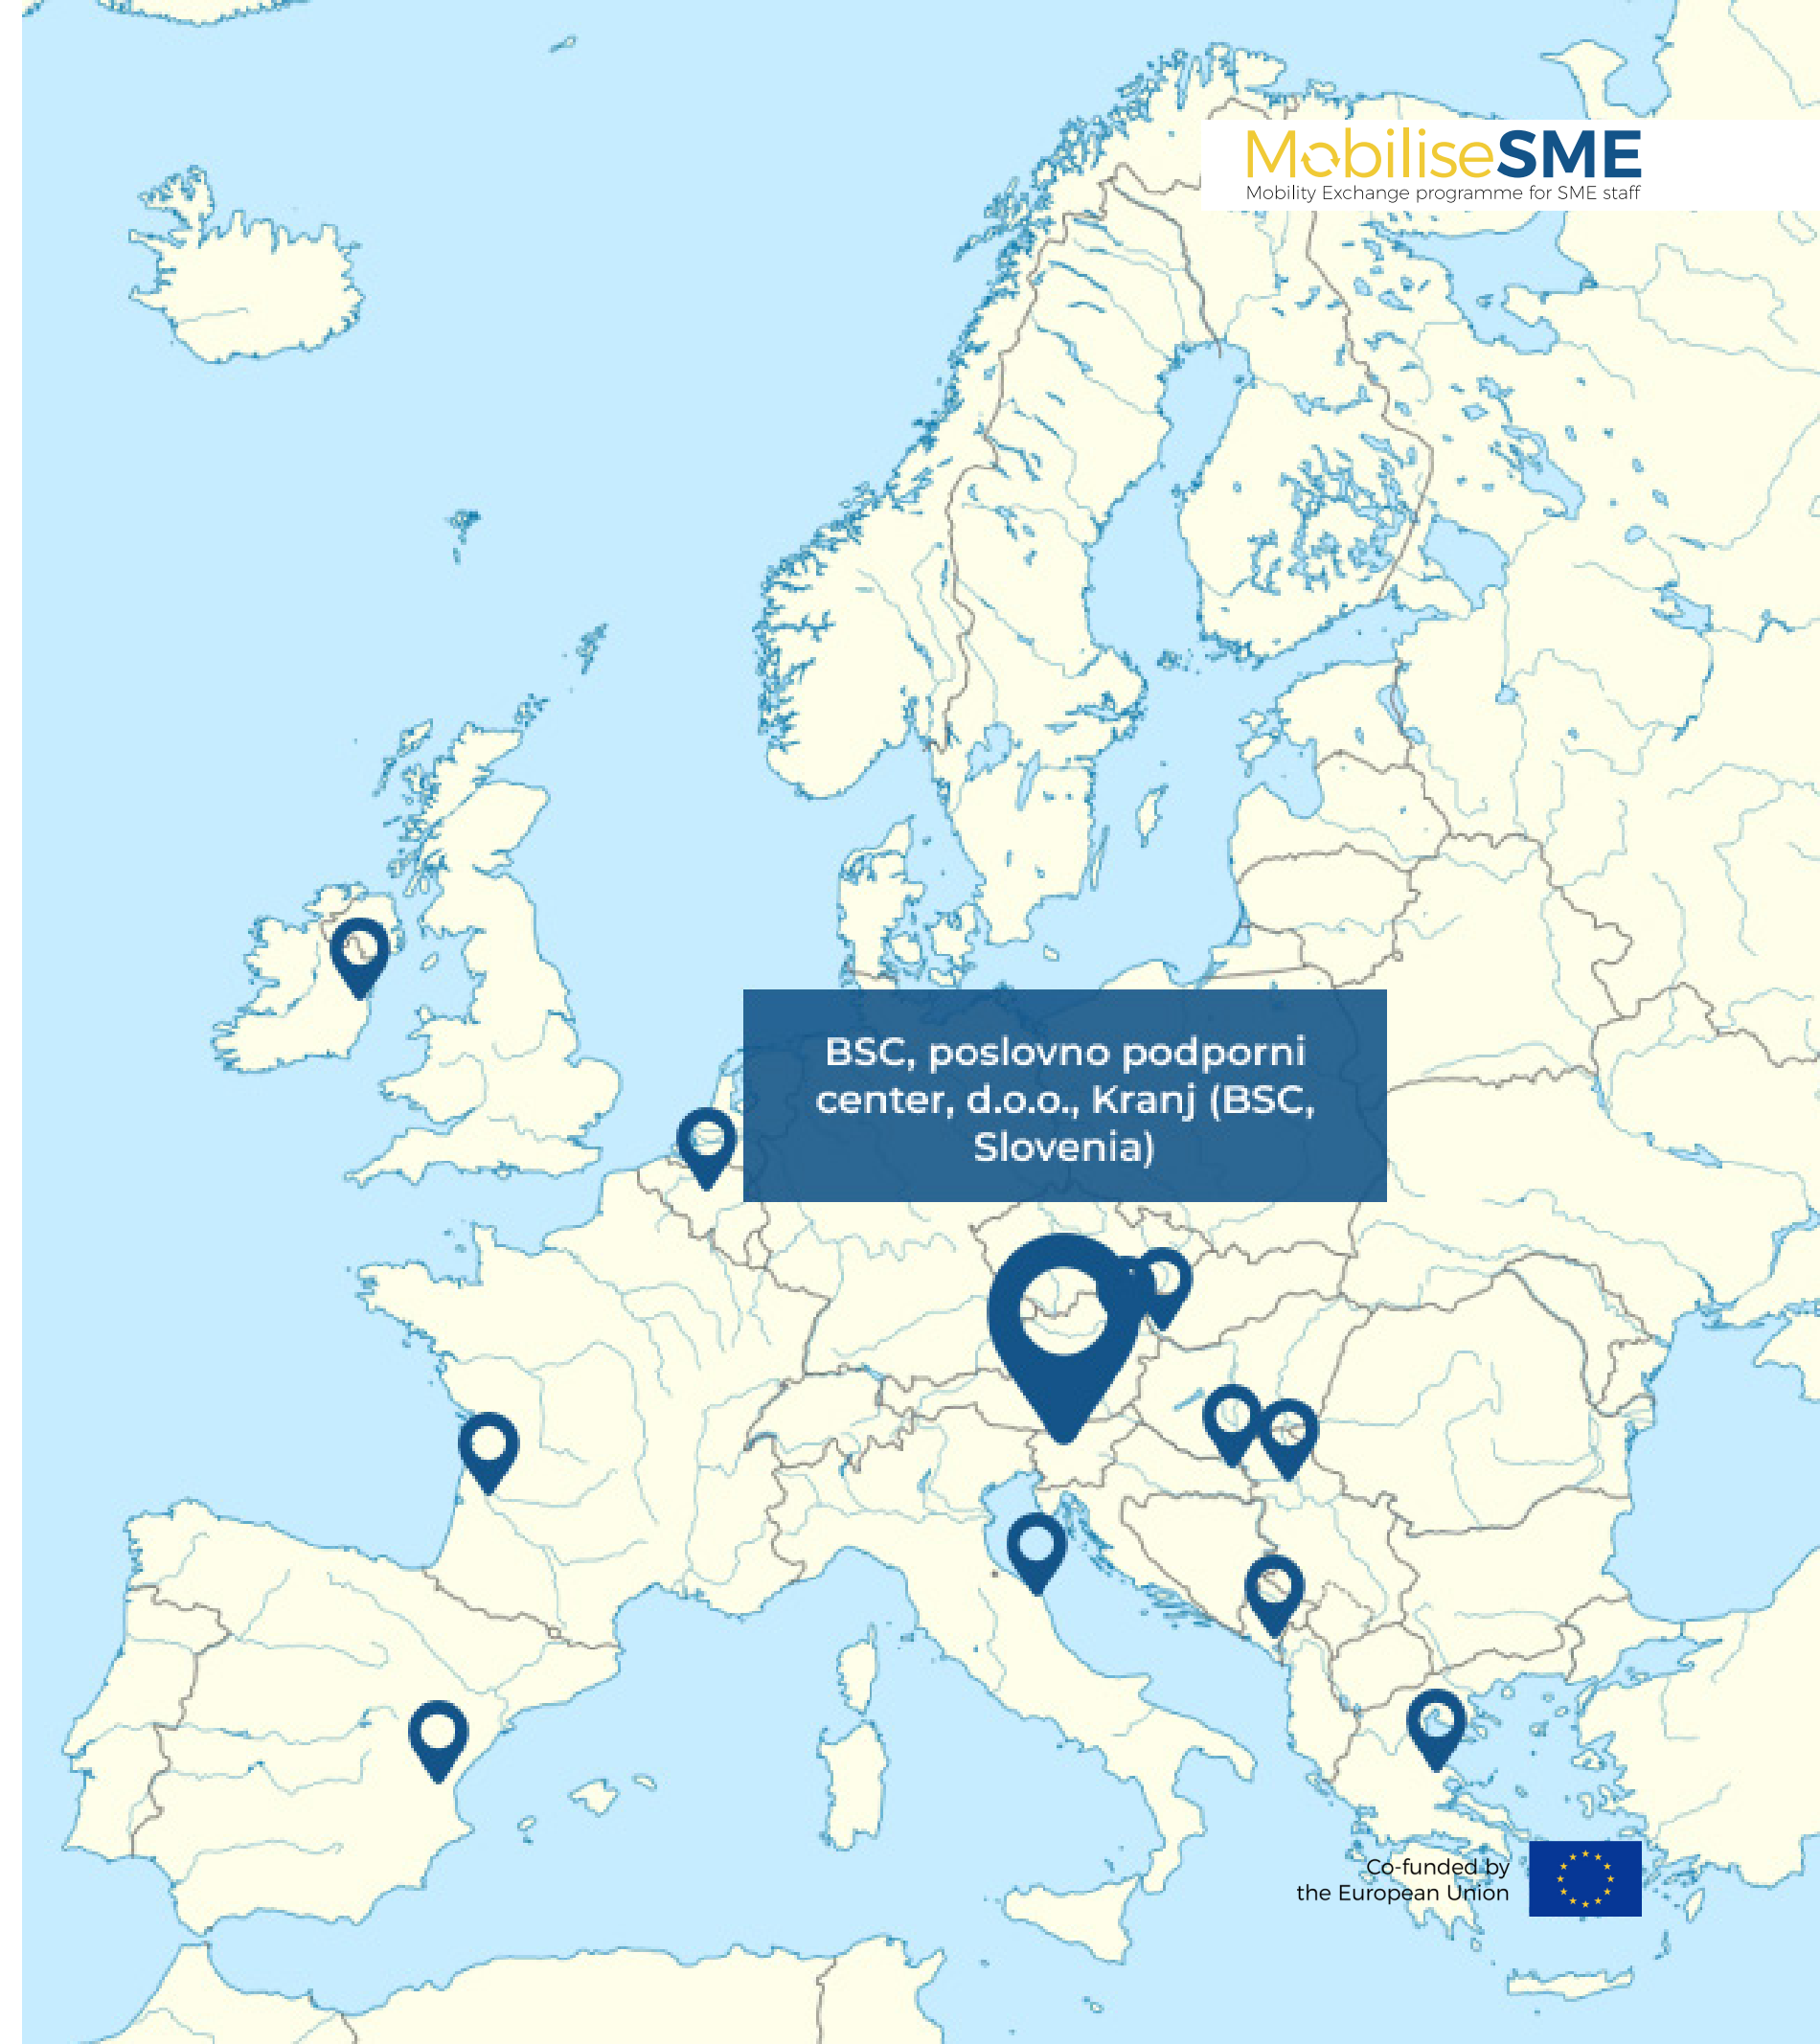 MobiliseSME
Mobility Exchange programme for SME staff
BSC, poslovno podporni
center, d.o.o., Kranj (BSC,
Slovenia)
Co-funded by
the European Union